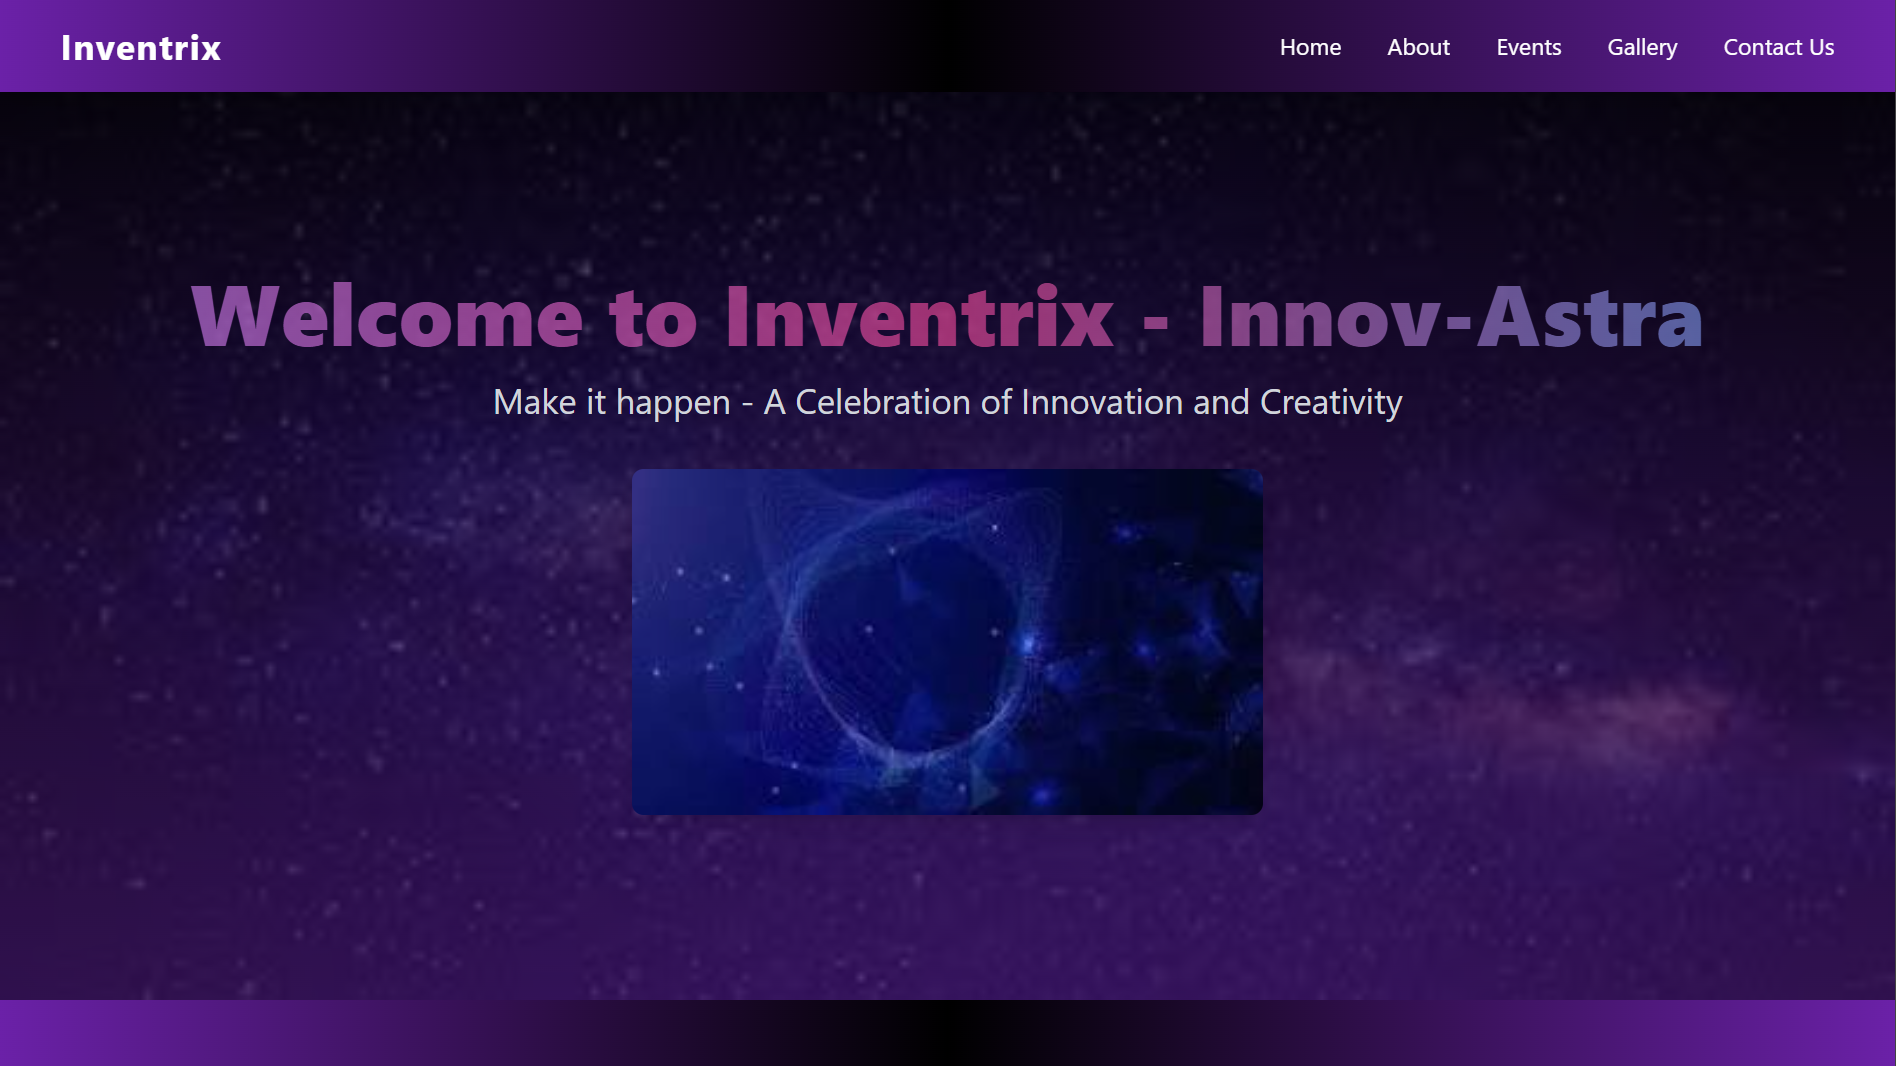 Inventrix
Home About Events Gallery Contact Us
Welcome to Inventrix - Innov-Astra
Make it happen - A Celebration of Innovation and Creativity